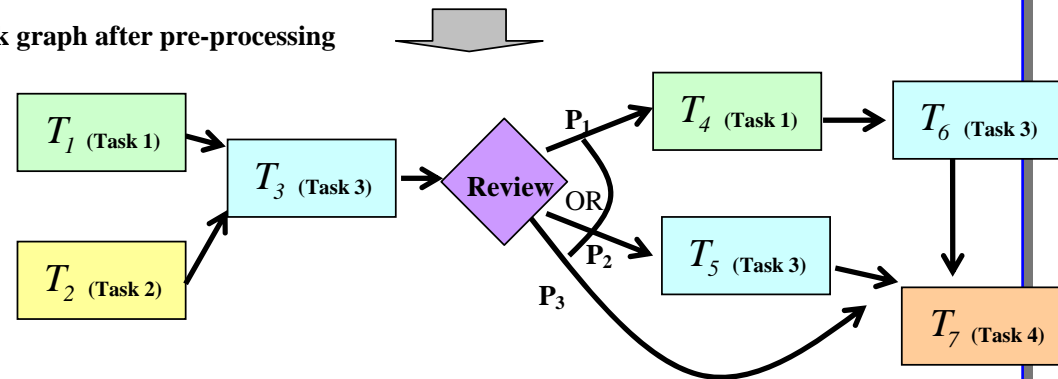 k graph after pre-processing
T1 (Task 1)
T2 (Task 2)
T3 (Task 3)
Review
P1
OR
P2
P3
T4 (Task 1)
T5 (Task 3)
T6 (Task 3)
T7 (Task 4)